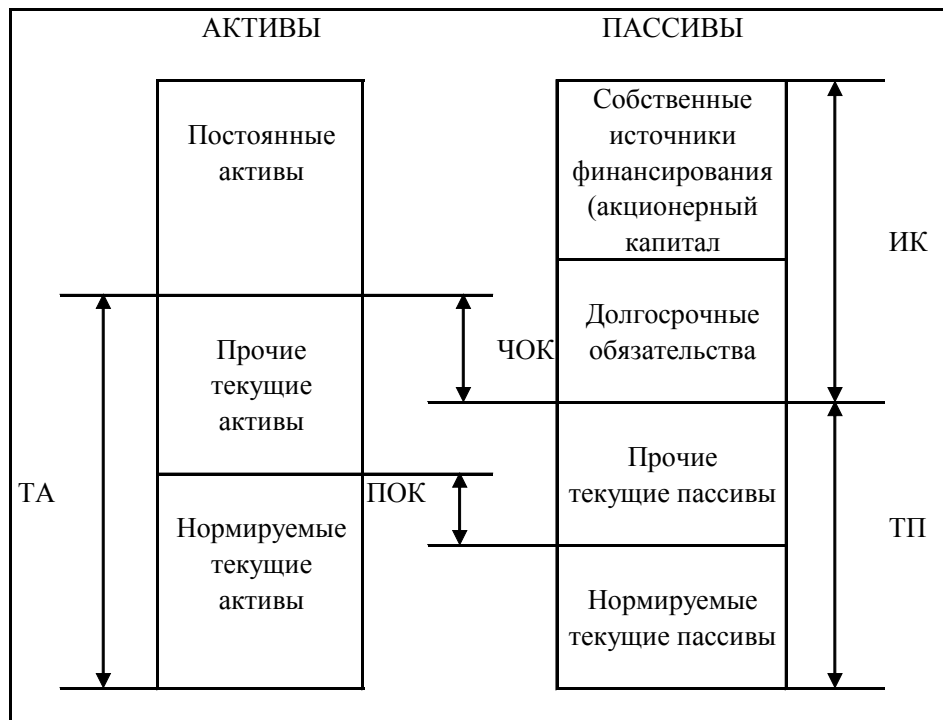 АКТИВЫ
ПАССИВЫ
Постоянные
активы
Прочие
текущие
активы
Нормируемые
текущие
активы
ТА
ЧОК
ПОК
Собственные
источники
финансирования
(акционерный
капитал
Долгосрочные
обязательства
Прочие
текущие пассивы
Нормируемые
текущие пассивы
ИК
ТП